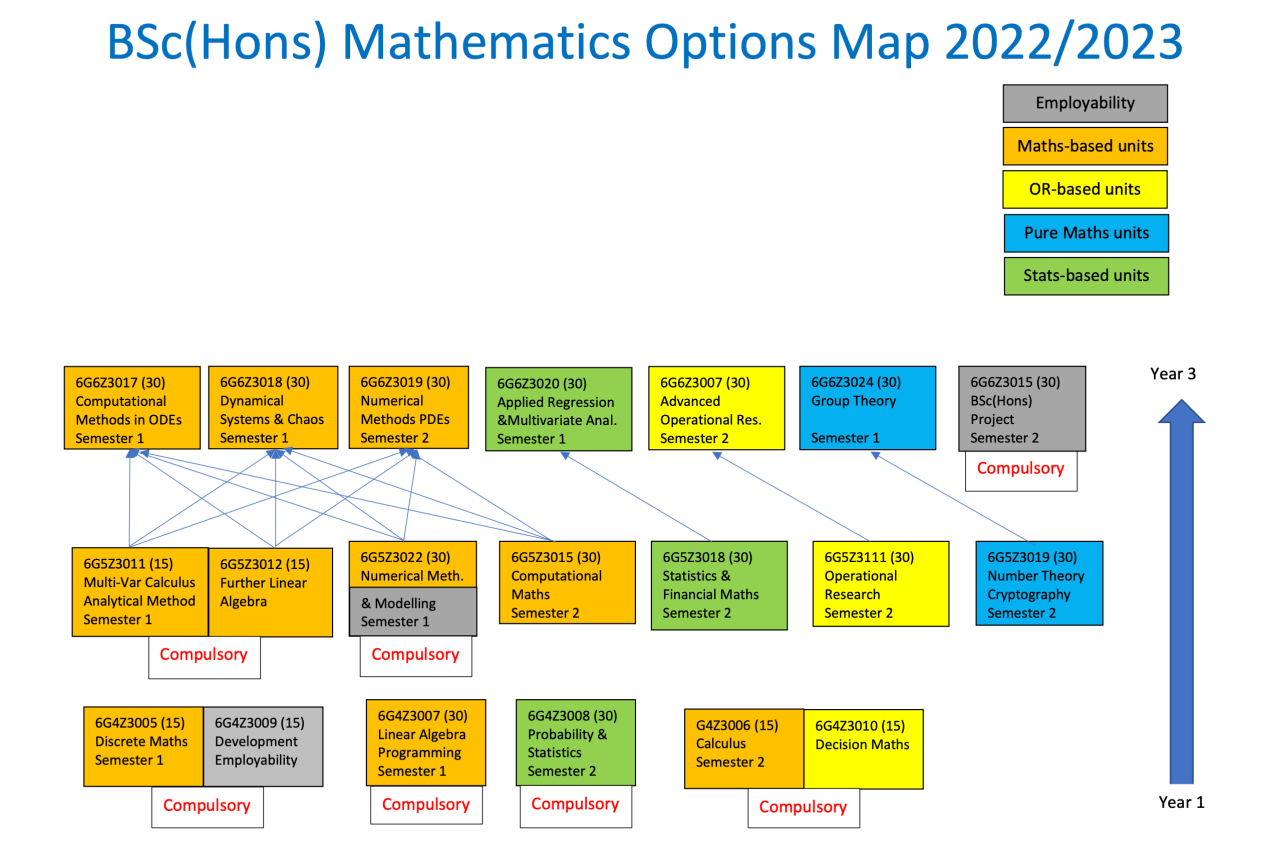 BSc(Hons) Mathematics Options Map 2022/2023
Employability
Maths-based units
OR-based units
Pure Maths units
Stats-based units
6G6Z3017 (30)
Computational
Methods in ODEs
Semester 1
6G6Z3018 (30)
Dynamical
Systems & Chaos
Semester 1
6G6Z3019 (30)
Numerical
Methods PDEs
Semester 2
6G6Z3020 (30)
Applied Regression
&Multivariate Anal.
Semester 1
6G6Z3007 (30)
Advanced
Operational Res.
Semester 2
6G6Z3024 (30)
Group Theory
Semester 1
6G6Z3015 (30)
BSc(Hons)
Project
Semester 2
Compulsory
Year 3
6G5Z3011 (15)
Multi-Var Calculus
Analytical Method
Semester 1
6G5Z3012 (15)
Further Linear
Algebra
Compulsory
6G5Z3022 (30)
Numerical Meth.
& Modelling
Semester 1
Compulsory
6G5Z3015 (30)
Computational
Maths
Semester 2
6G5Z3018 (30)
Statistics &
Financial Maths
Semester 2
6G5Z3111 (30)
Operational
Research
Semester 2
6G5Z3019 (30)
Number Theory
Cryptography
Semester 2
6G4Z3005 (15)
Discrete Maths
Semester 1
6G4Z3009 (15)
Development
Employability
Compulsory
6G4Z3007 (30)
Linear Algebra
Programming
Semester 1
Compulsory
6G4Z3008 (30)
Probability &
Statistics
Semester 2
Compulsory
G4Z3006 (15)
Calculus
Semester 2
6G4Z3010 (15)
Decision Maths
Compulsory
Year 1